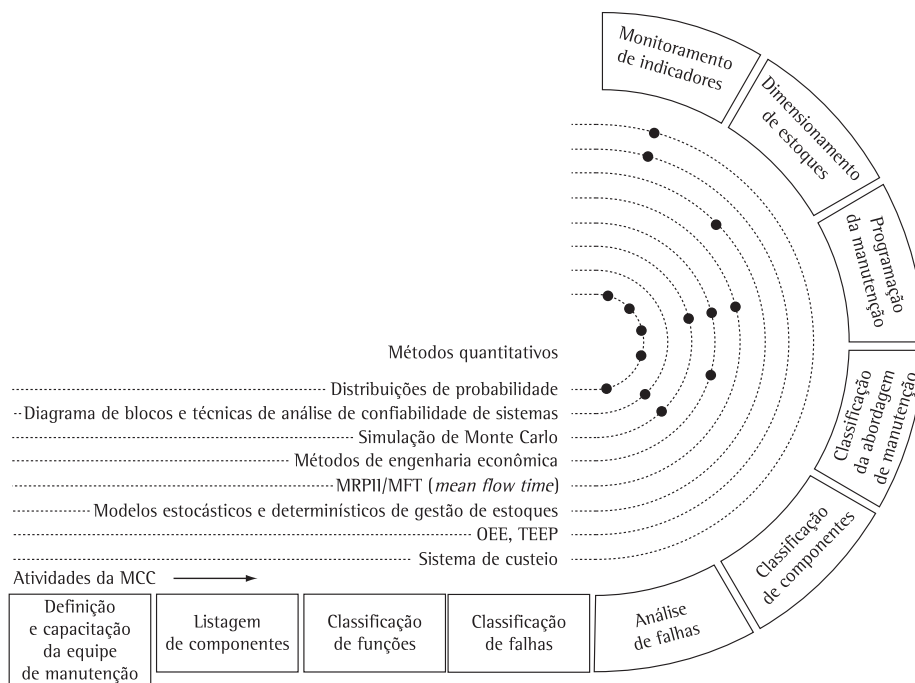 Monitoramento
de indicadores
Dimensionamento
de estoques
Programação
da manutenção
Classificação
da abordagem
de manutenção
Classificação
de componentes
Análise
de falhas
Métodos quantitativos
Distribuições de probabilidade
Diagrama de blocos e técnicas de análise de confiabilidade de sistemas
Simulação de Monte Carlo
Métodos de engenharia econômica
MRPII/MFT (mean flow time)
Modelos estocásticos e determinísticos de gestão de estoques
OEE, TEEP
Sistema de custeio
Atividades da MCC
Definição
e capacitação
da equipe
de manutenção
Listagem
de componentes
Classificação
de funções
Classificação
de falhas